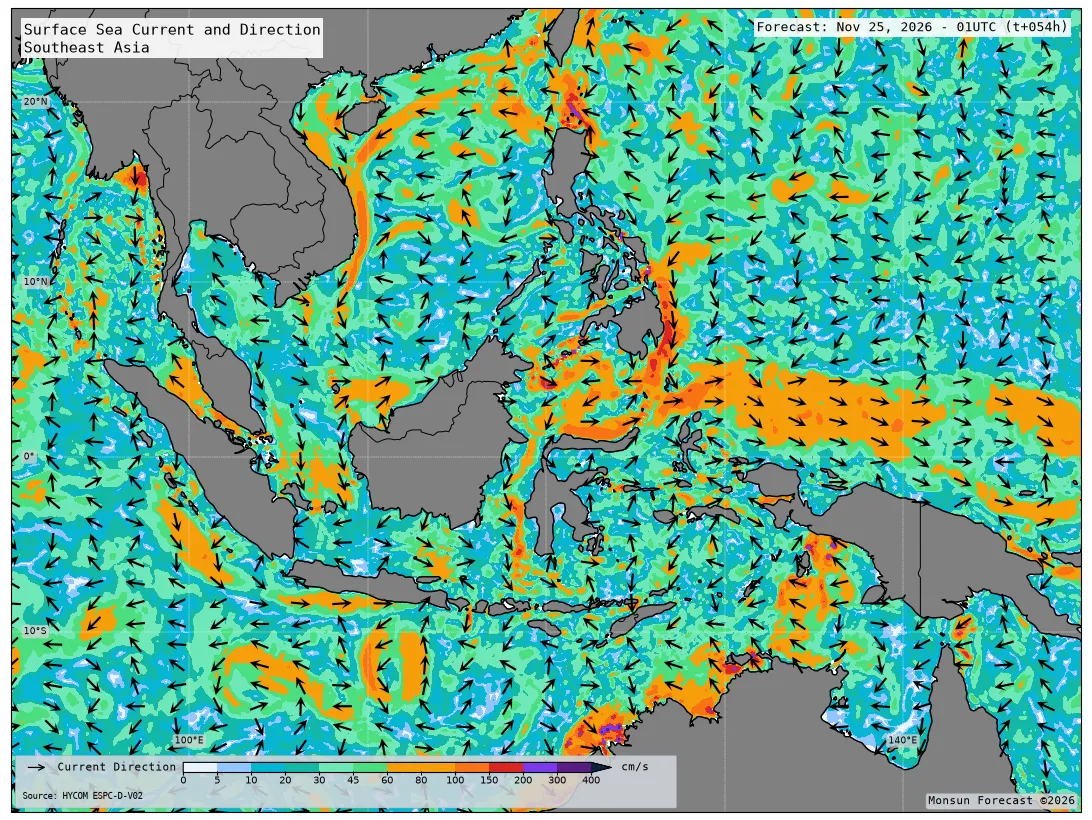 Surface Sea Current and Direction
Southeast Asia
Forecast: Nov 25, 2026 - 01UTC (t+054h)
20°N
10°N
0°
10°S
100°E
140°E
Current Direction
cm/s
0 5 10 20 30 45 60 80 00 150 200 300 400
Source: HYCOM ESPC-D-V02
Monsun Forecast ©2026